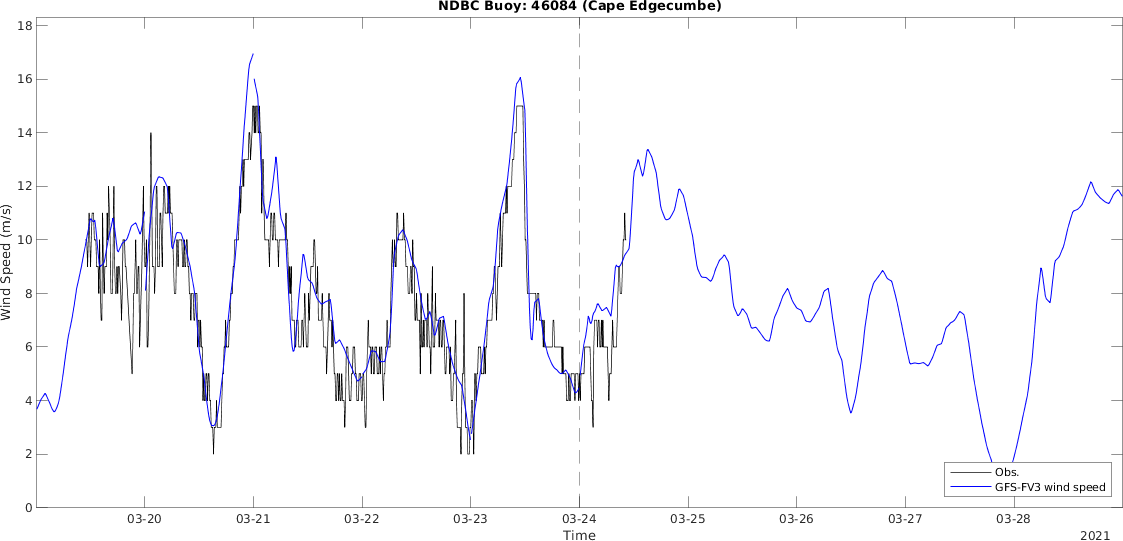 NDBC Buoy: 46084 (Cape Edgecumbe)
18
16
14
12
10
8
6
4
2
0
Wind Speed (m/s)
Obs.
GFS-FV3 wind speed
03-20 03-21 03-22 03-23 03-24 03-25 03-26 03-27 03-28
Time
2021